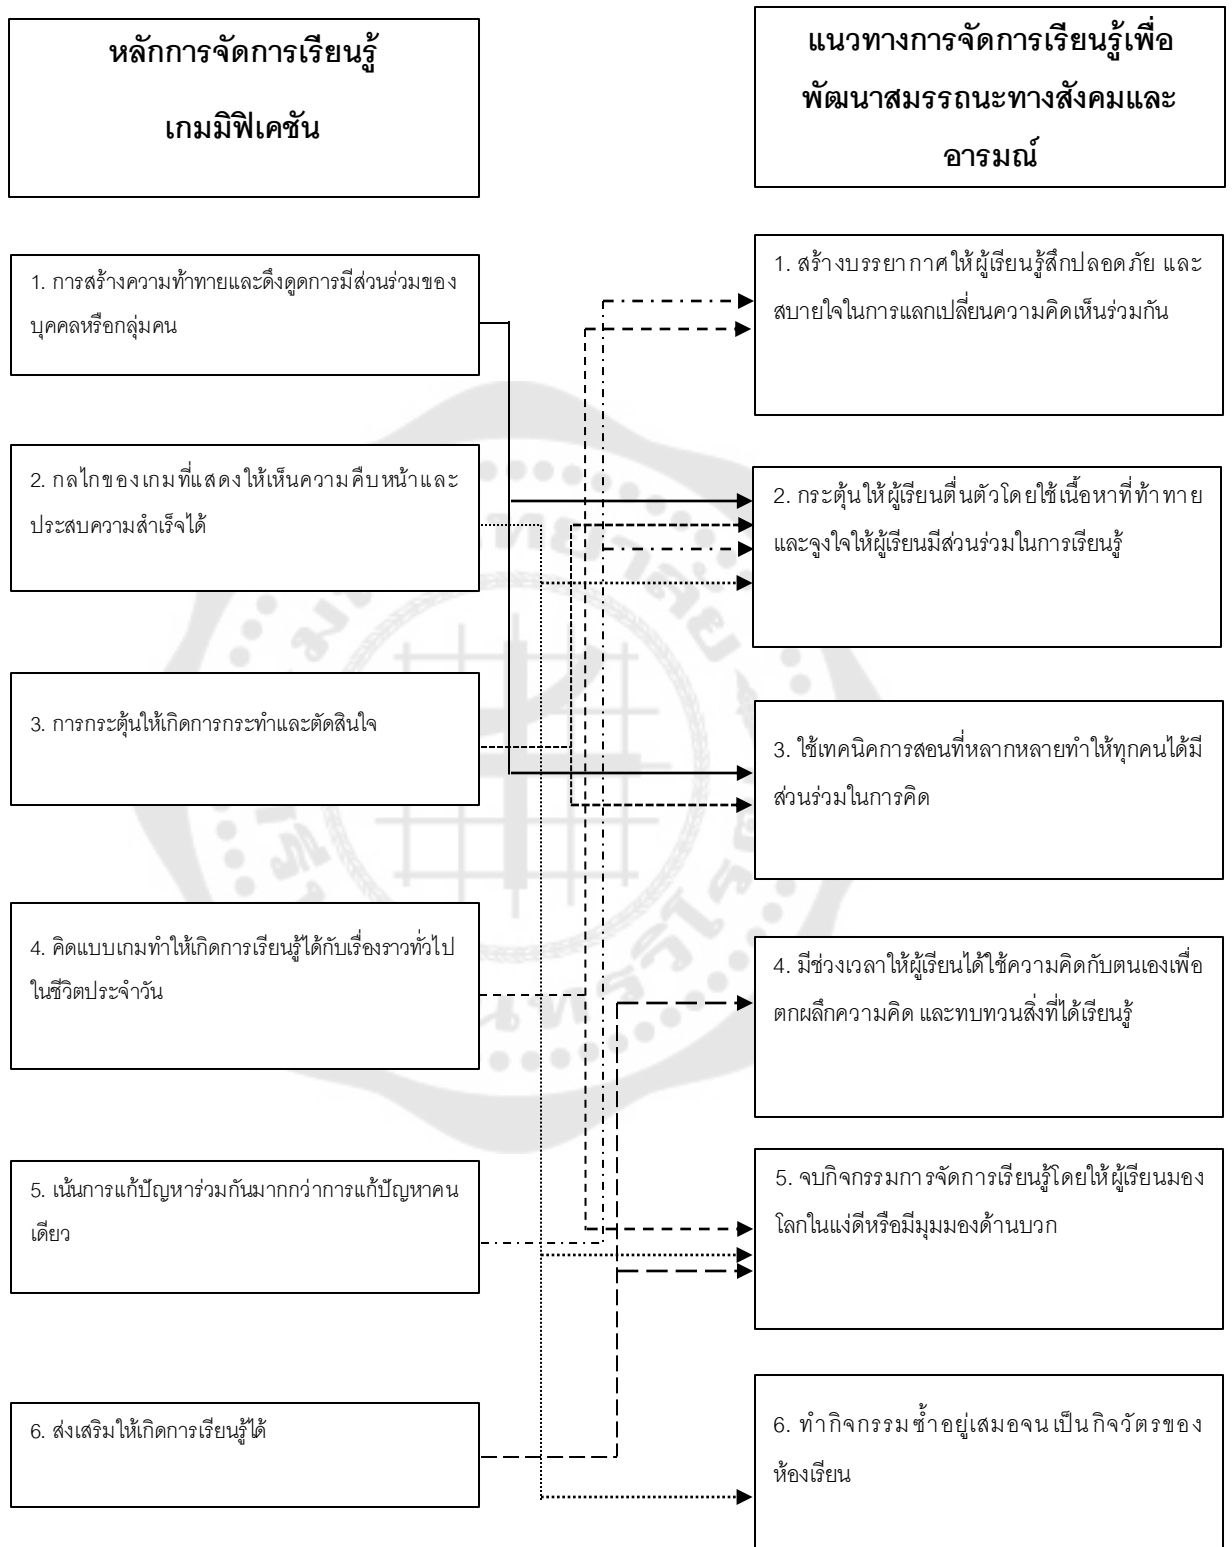 หลักการจัดการเรียนรู้
เกมมิฟิเคชัน
แนวทางการจัดการเรียนรู้เพื่อ
พัฒนาสมรรถนะทางสังคมและ
อารมณ์
1. การสร้างความท้าทายและดึงดูดการมีส่วนร่วมของ
บุคคลหรือกลุ่มคน
2. กลไกของเกมที่แสดงให้เห็นความคืบหน้าและ
ประสบความสำเร็จได้
3. การกระตุ้นให้เกิดการกระทำและตัดสินใจ
4. คิดแบบเกมทำให้เกิดการเรียนรู้ได้กับเรื่องราวทั่วไป
ในชีวิตประจำวัน
5. เน้นการแก้ปัญหาร่วมกันมากกว่าการแก้ปัญหาคน
เดียว
6. ส่งเสริมให้เกิดการเรียนรู้ได้
1. สร้างบรรยากาศให้ผู้เรียนรู้สึกปลอดภัย และ
สบายใจในการแลกเปลี่ยนความคิดเห็นร่วมกัน
2. กระตุ้นให้ผู้เรียนตื่นตัวโดยใช้เนื้อหาที่ท้าทาย
และจูงใจให้ผู้เรียนมีส่วนร่วมในการเรียนรู้
3. ใช้เทคนิคการสอนที่หลากหลายทำให้ทุกคนได้มี
ส่วนร่วมในการคิด
4. มีช่วงเวลาให้ผู้เรียนได้ใช้ความคิดกับตนเองเพื่อ
ตกผลึกความคิด และทบทวนสิ่งที่ได้เรียนรู้
5. จบกิจกรรมการจัดการเรียนรู้โดยให้ผู้เรียนมอง
โลกในแง่ดีหรือมีมุมมองด้านบวก
6. ทำกิจกรรมซ้ำอยู่เสมอจนเป็นกิจวัตรของ
ห้องเรียน